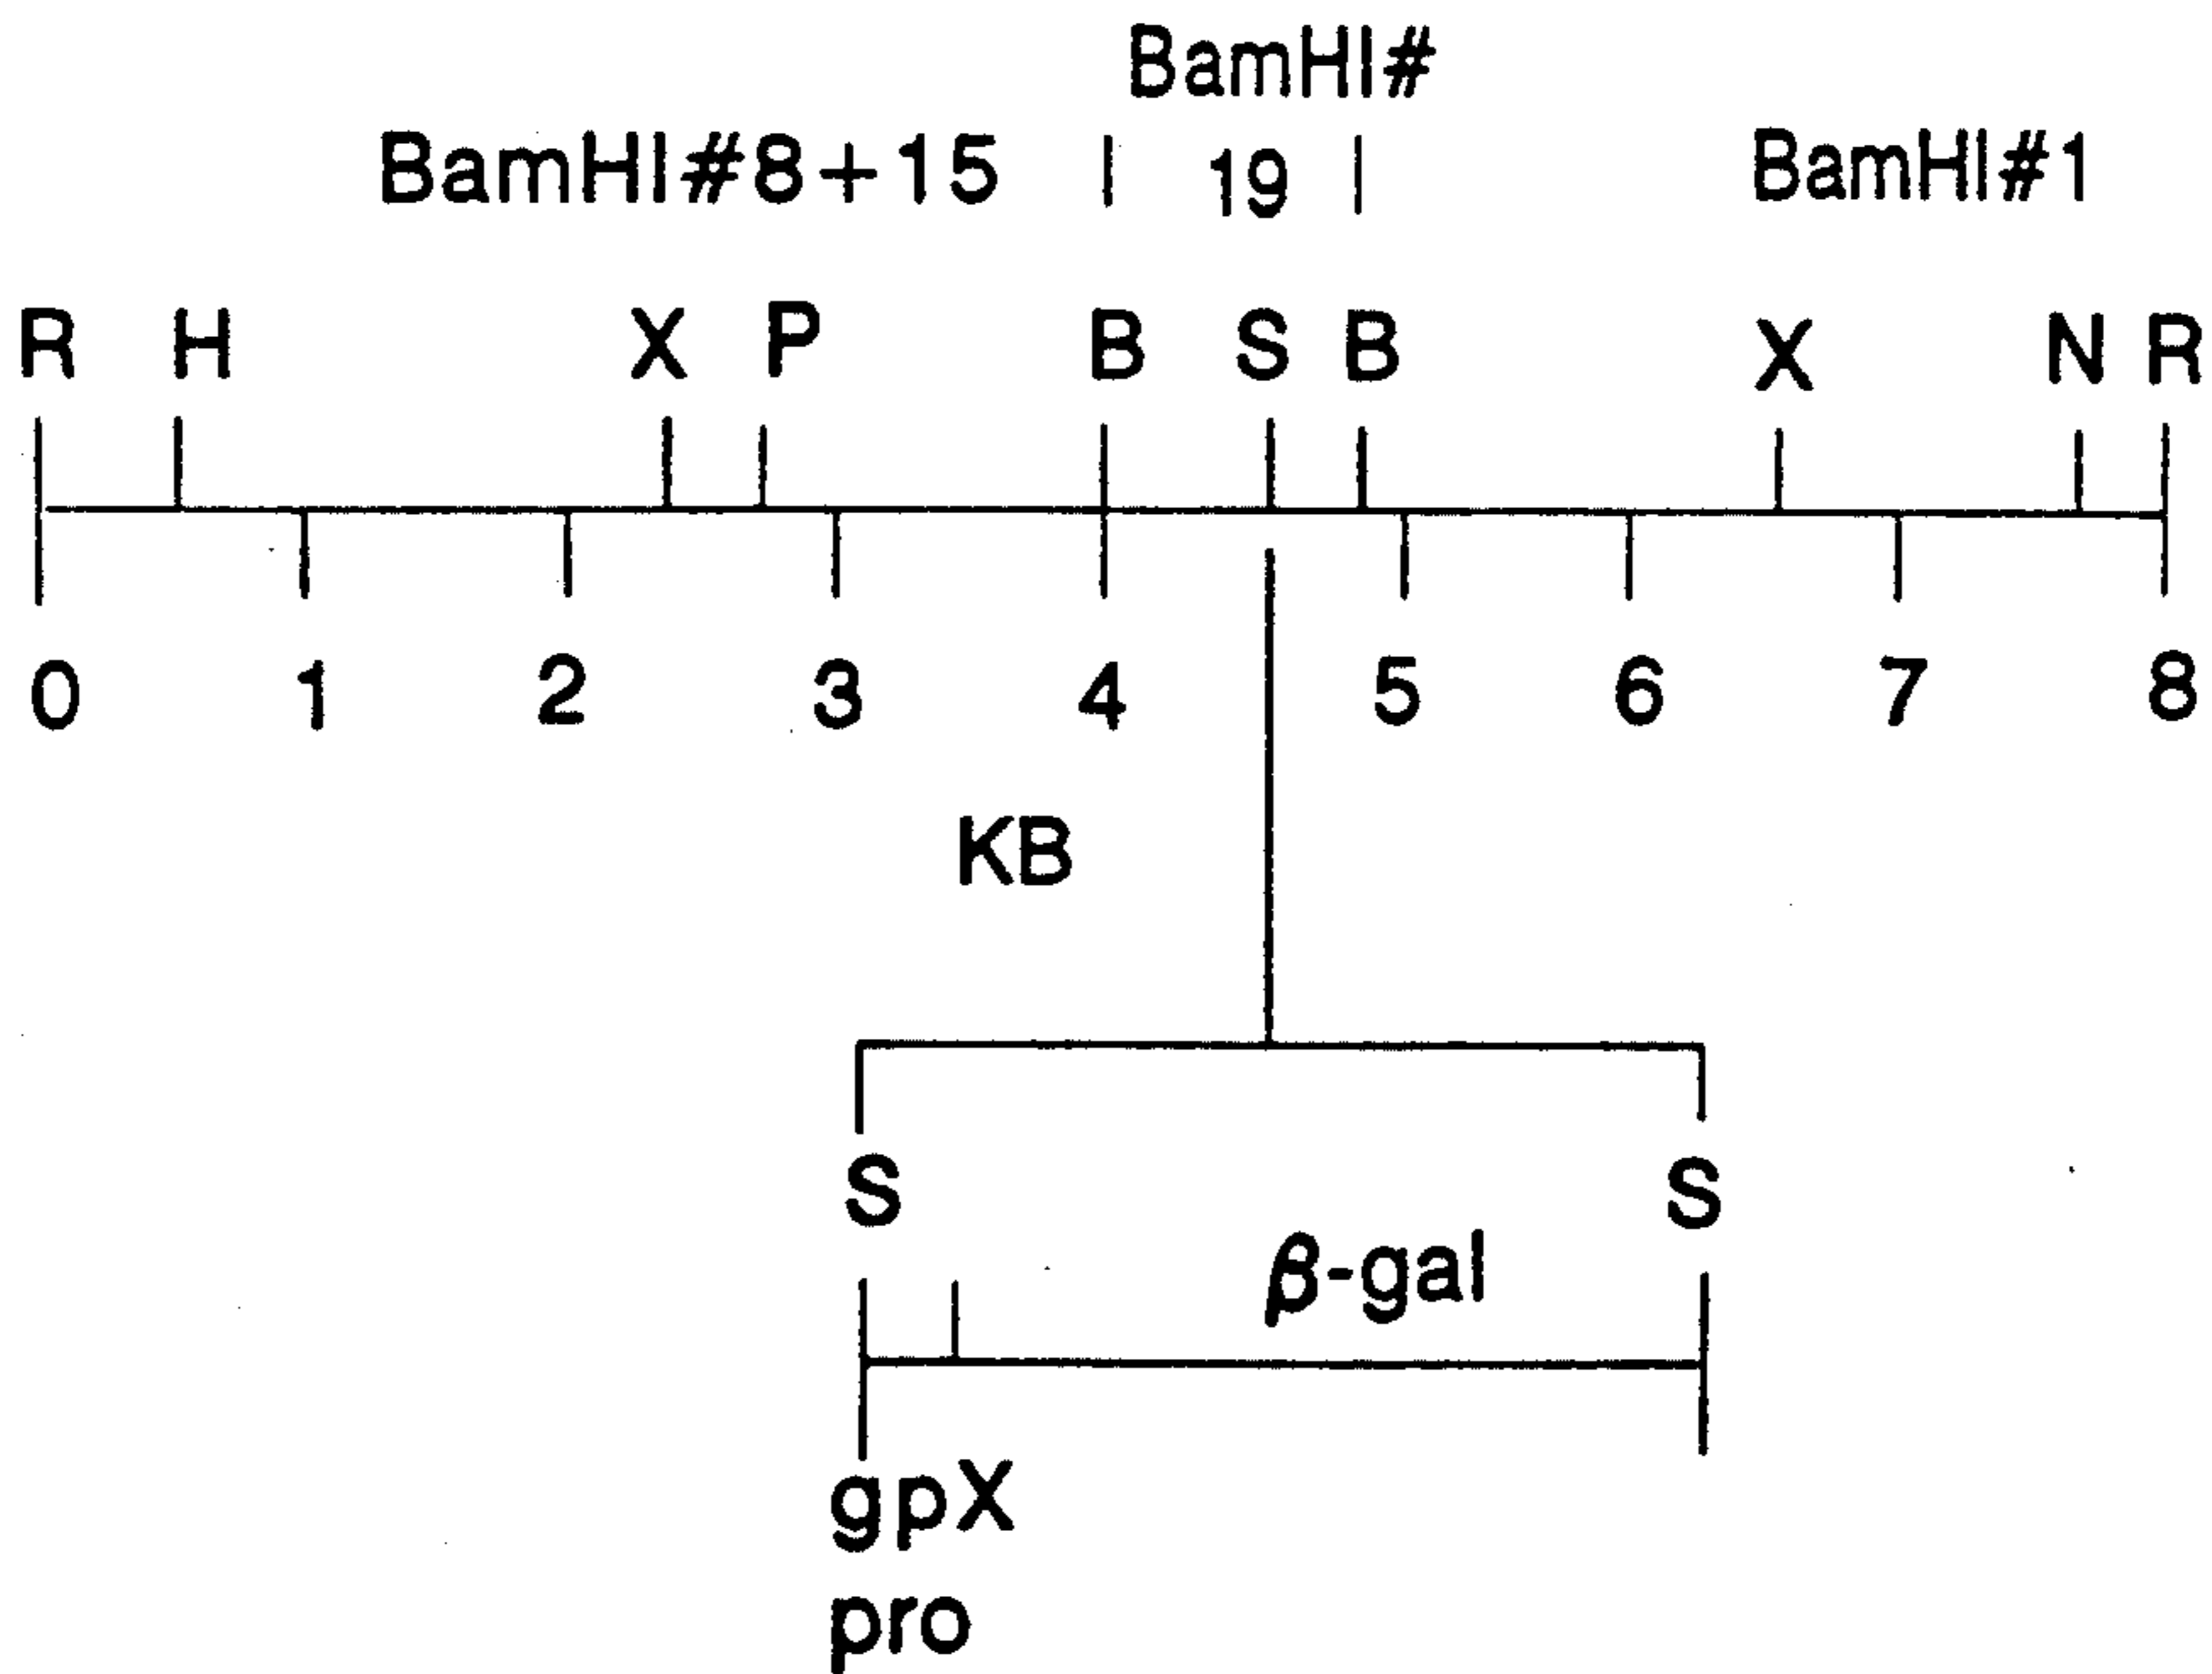 BamHI#
BamHI#8+15 | 19 | BamHI#1
R H X P B S B X N R
0 1 2 3 4 5 6 7 8
KB
S S
β-gal
gpX
pro